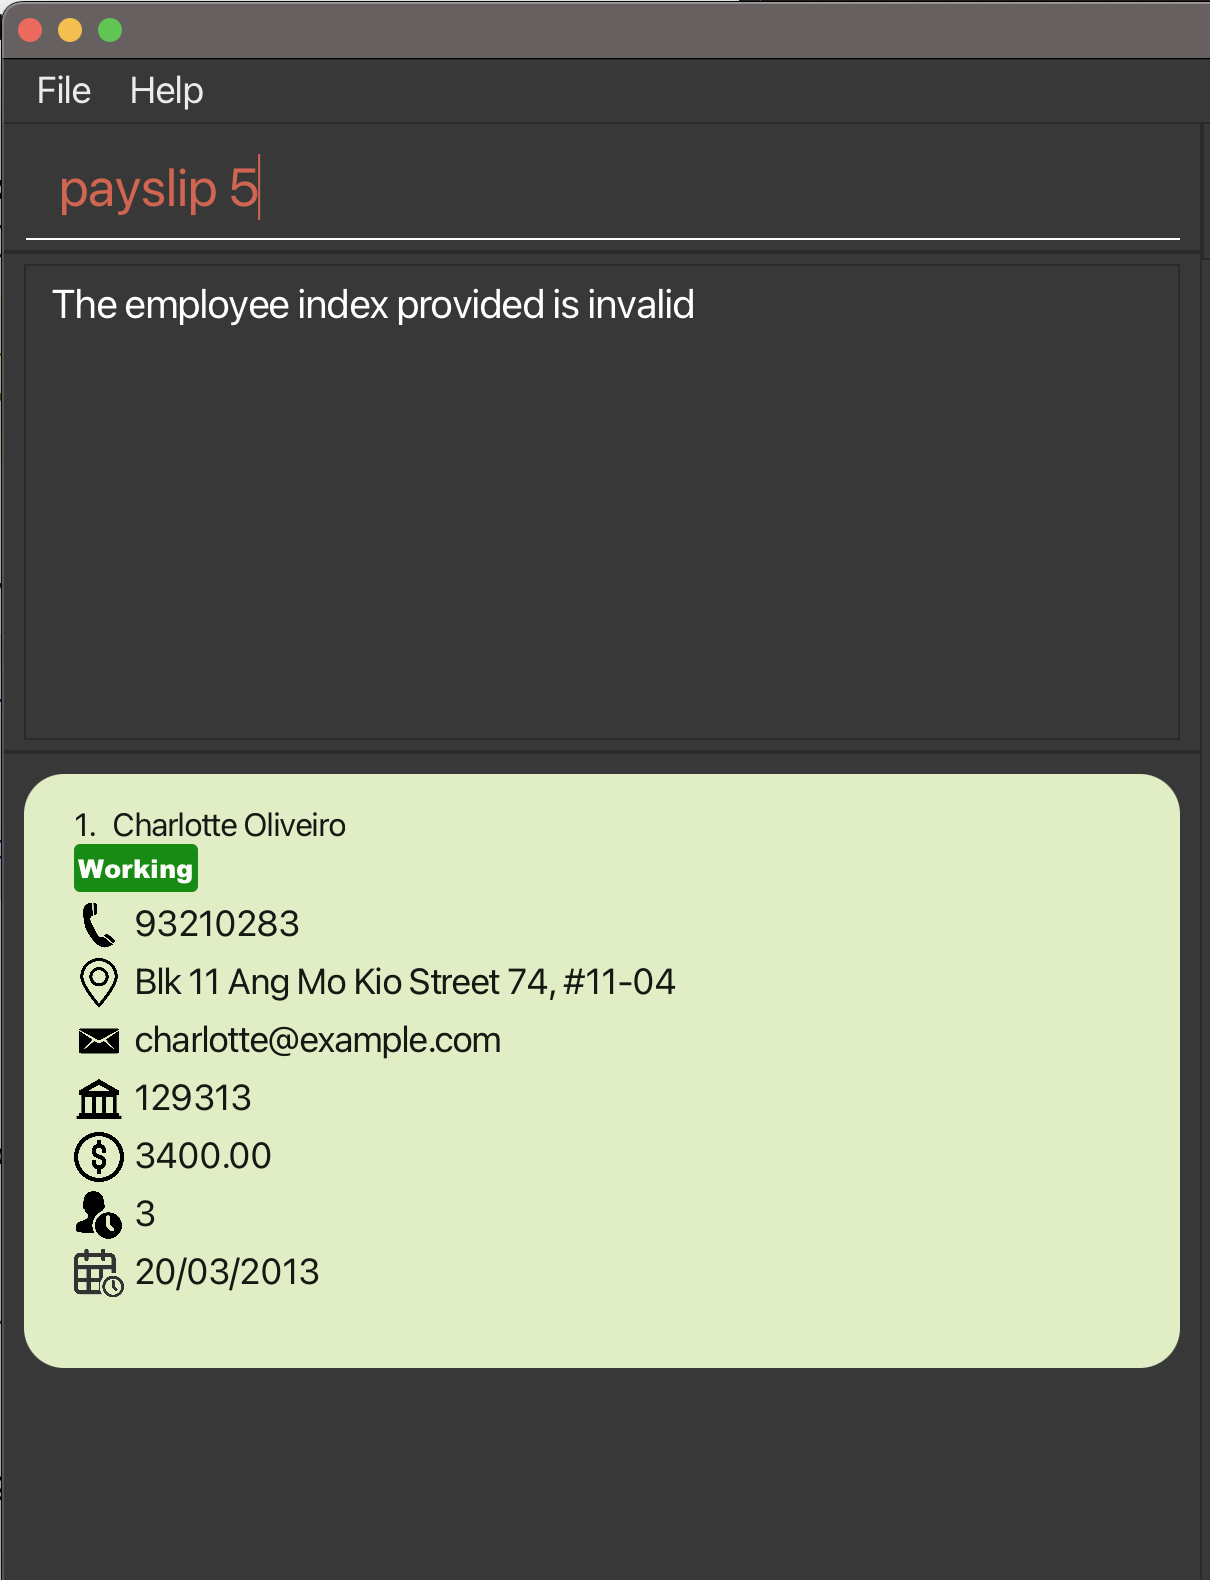 File Help
payslip 5
The employee index provided is invalid
1. Charlotte Oliveiro
Working
93210283
Blk 11 Ang Mo Kio Street 74, #11-04
charlotte@example.com
129313
3400.00
3
20/03/2013